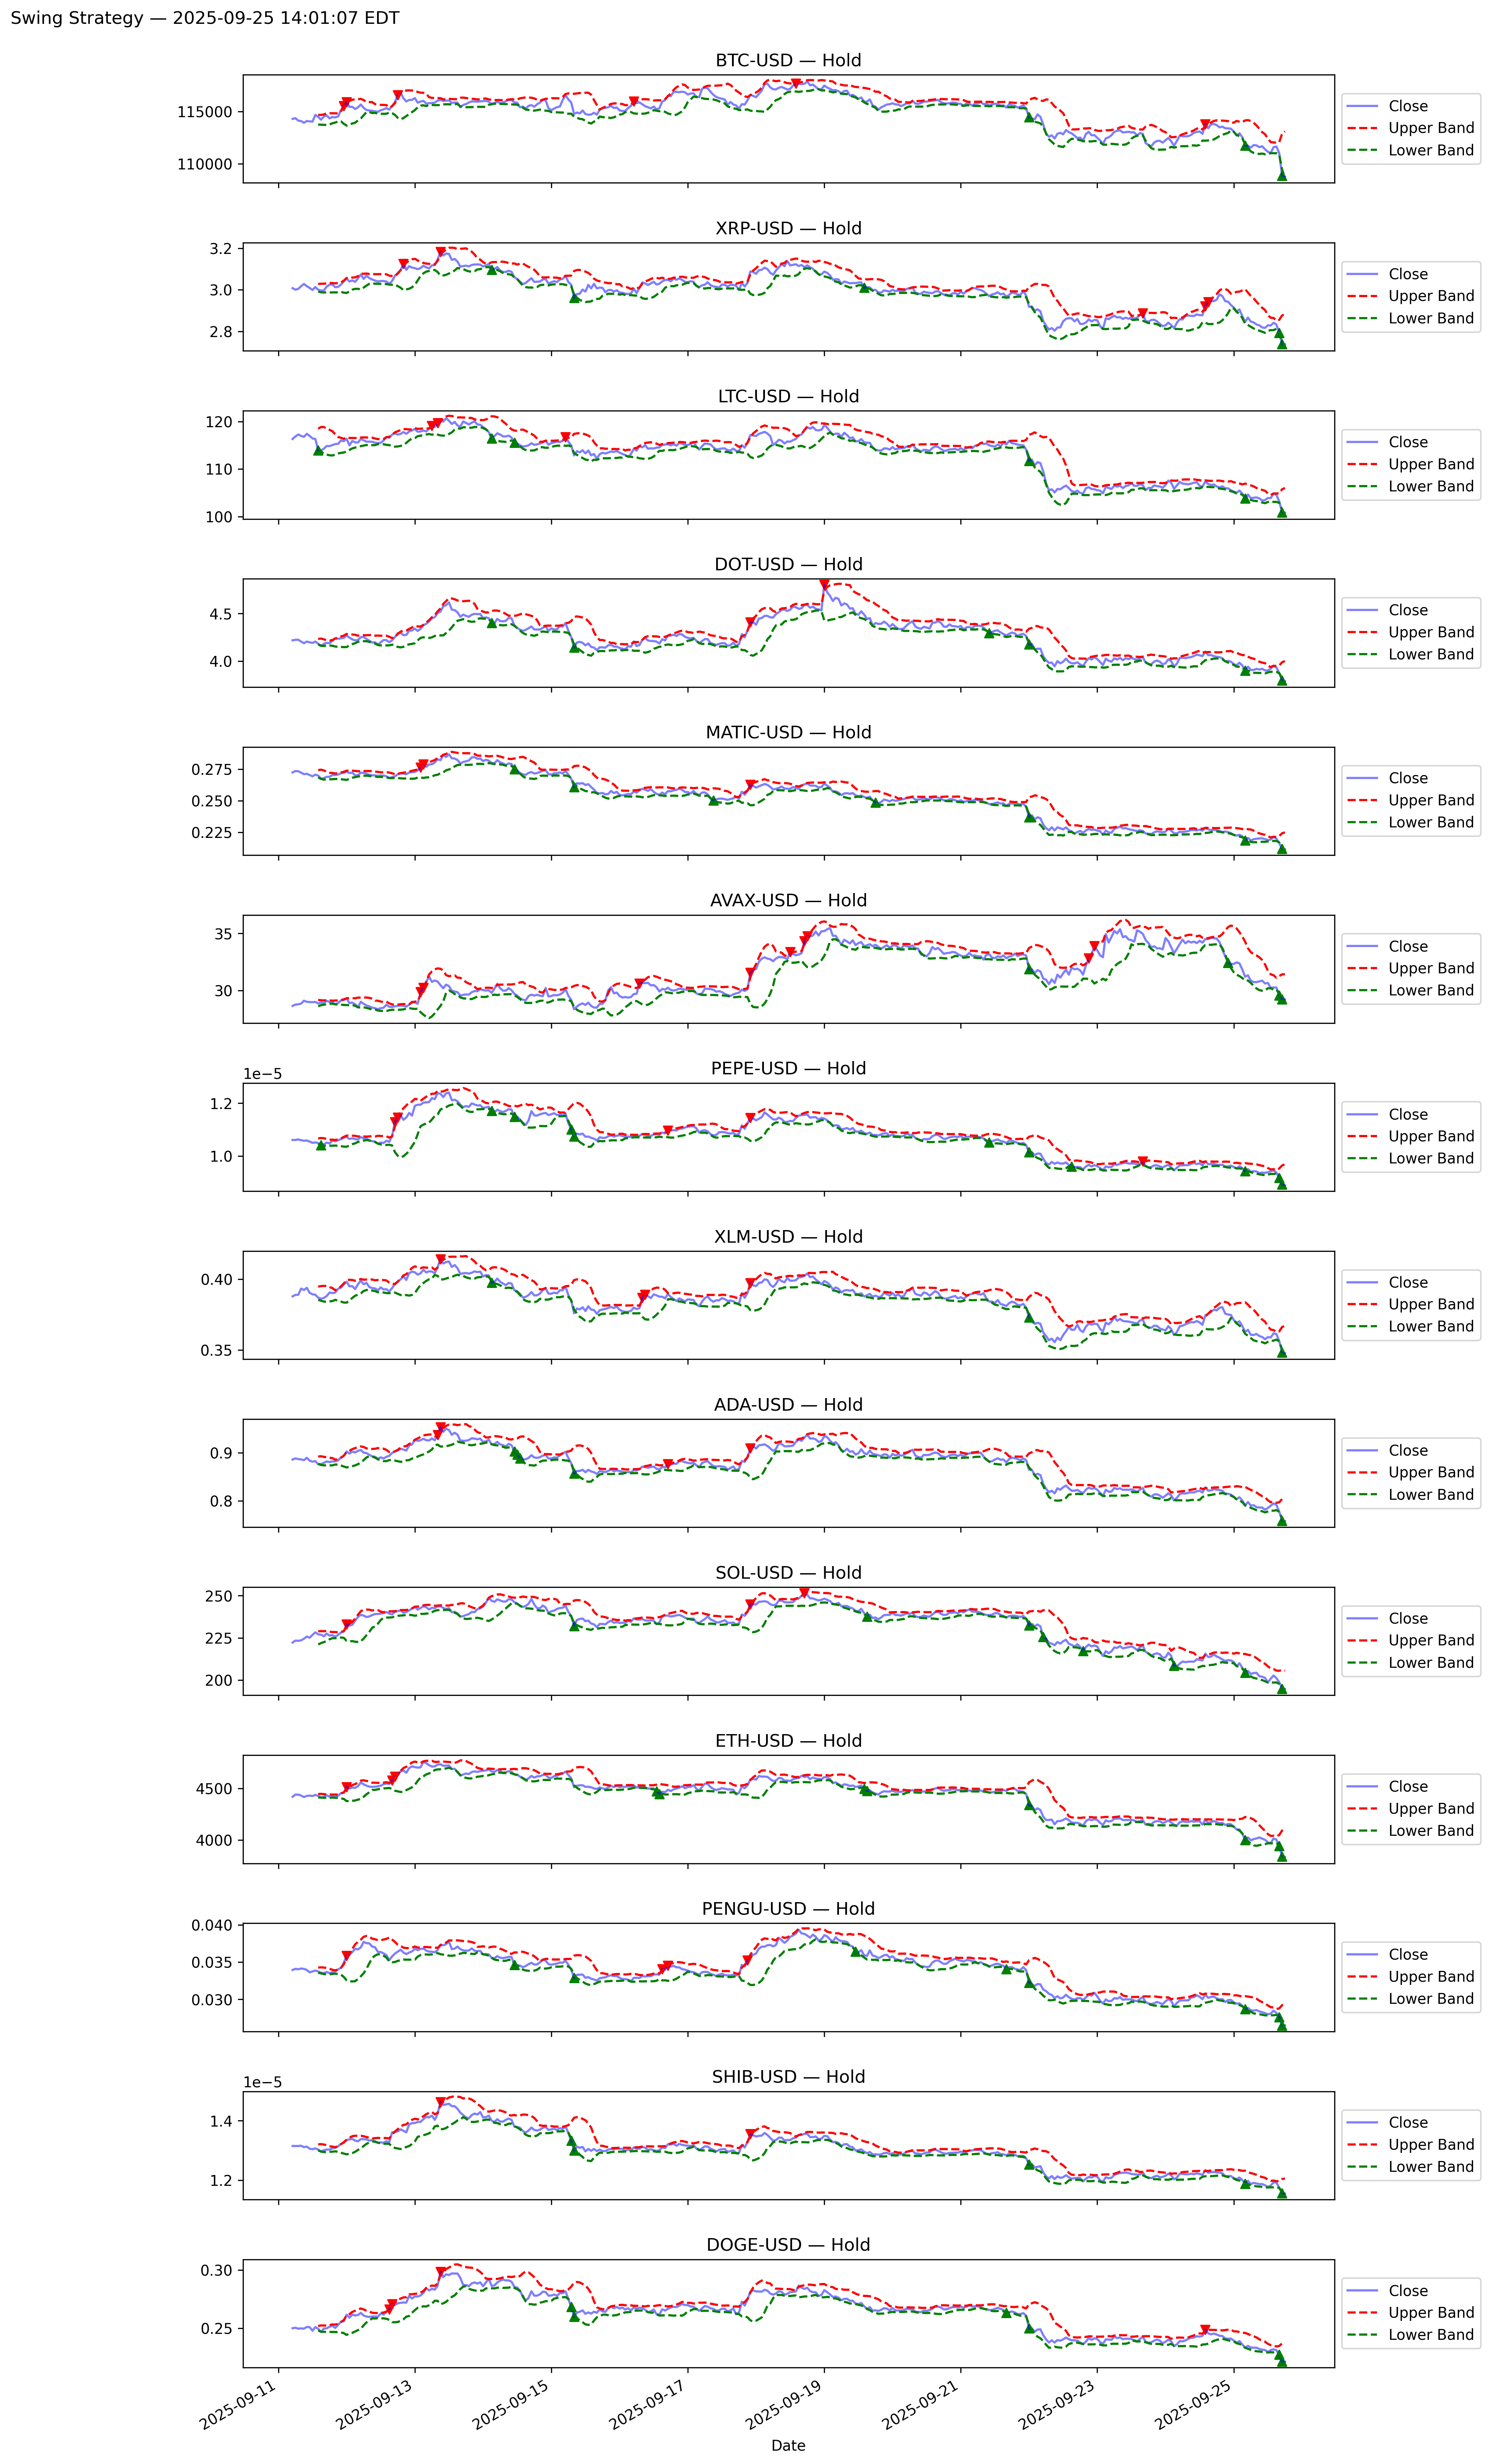 Swing Strategy — 2025-09-25 14:01:07 EDT
BTC-USD — Hold
115000
110000
Close
Upper Band
Lower Band
XRP-USD — Hold
3.2
3.0
2.8
Close
Upper Band
Lower Band
LTC-USD — Hold
120
110
100
Close
Upper Band
Lower Band
DOT-USD — Hold
4.5
4.0
Close
Upper Band
Lower Band
MATIC-USD — Hold
0.275
0.250
0.225
Close
Upper Band
Lower Band
AVAX-USD — Hold
35
30
Close
Upper Band
Lower Band
PEPE-USD — Hold
1e−5
1.2
1.0
Close
Upper Band
Lower Band
XLM-USD — Hold
0.40
0.35
Close
Upper Band
Lower Band
ADA-USD — Hold
0.9
0.8
Close
Upper Band
Lower Band
SOL-USD — Hold
250
225
200
Close
Upper Band
Lower Band
ETH-USD — Hold
4500
4000
Close
Upper Band
Lower Band
PENGU-USD — Hold
0.040
0.035
0.030
Close
Upper Band
Lower Band
SHIB-USD — Hold
1e−5
1.4
1.2
Close
Upper Band
Lower Band
DOGE-USD — Hold
0.30
0.25
Close
Upper Band
Lower Band
2025-09-11
2025-09-13
2025-09-15
2025-09-17
2025-09-19
2025-09-21
2025-09-23
2025-09-25
Date